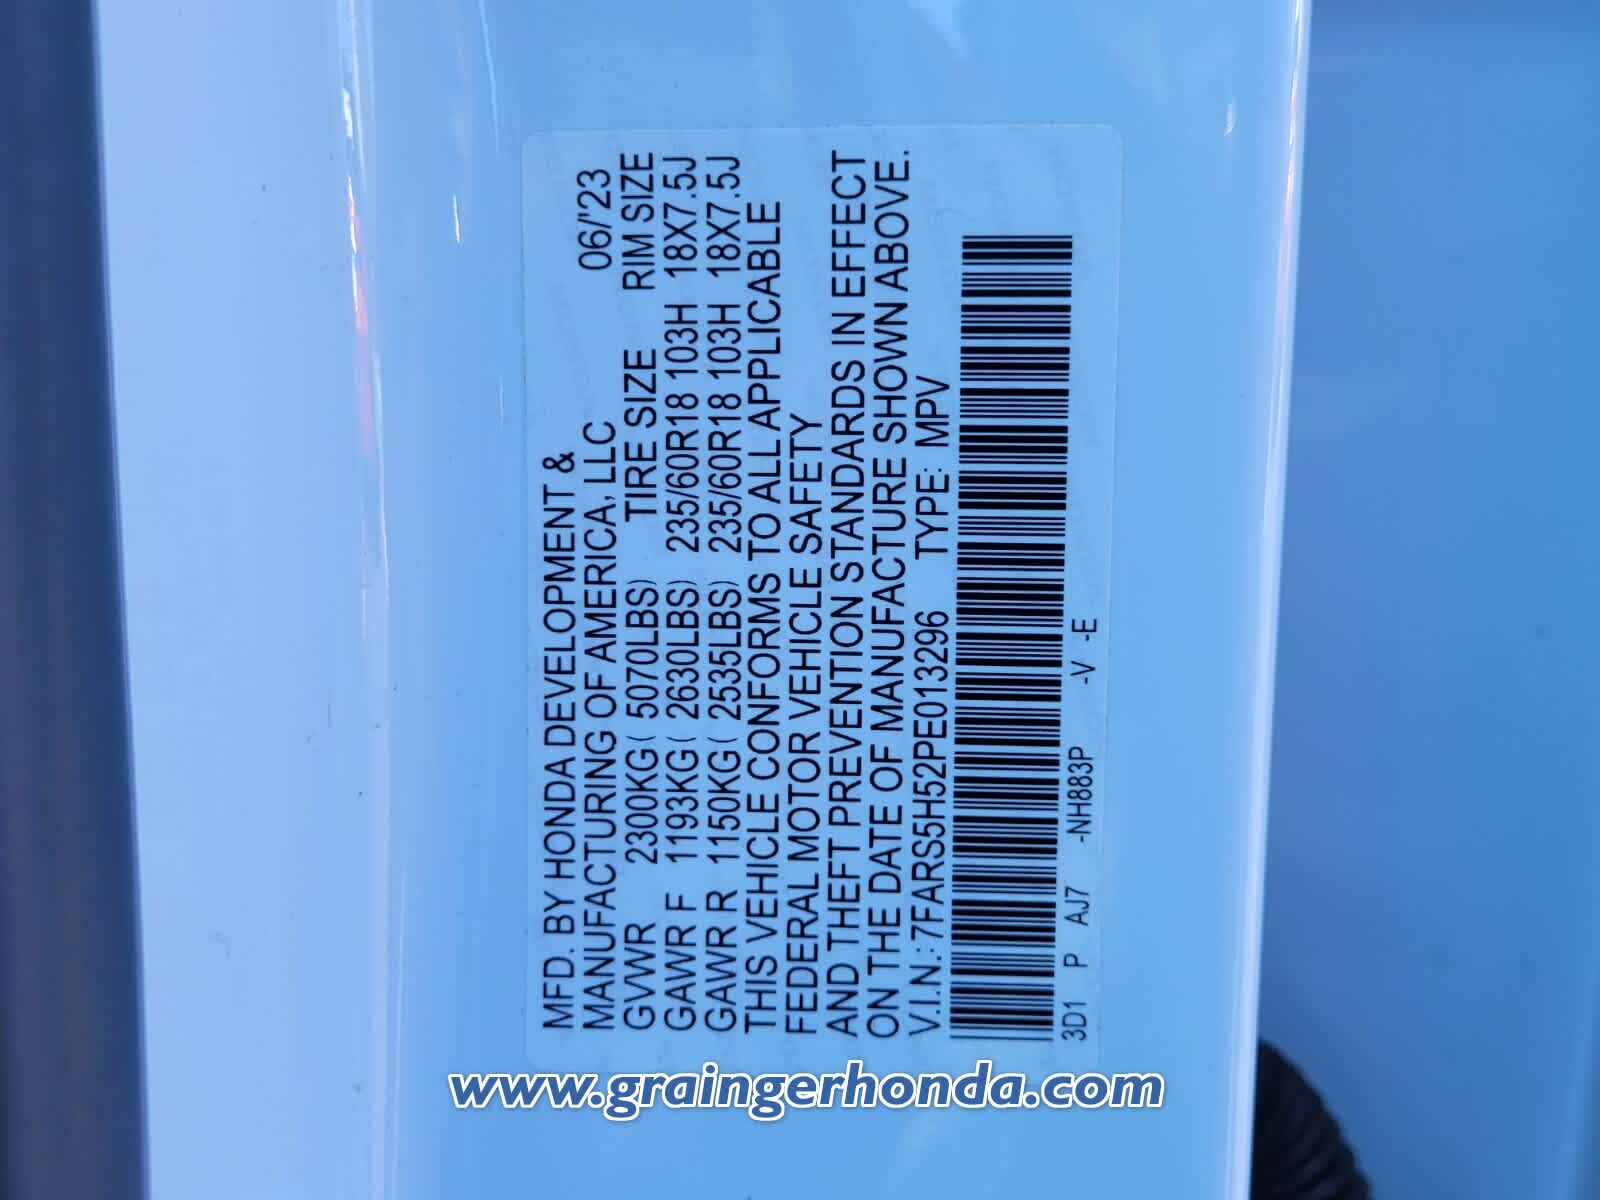 MFD. BY HONDA DEVELOPMENT &
MANUFACTURING OF AMERICA, LLC 06/'23
GVWR 2300KG( 5070LBS) TIRE SIZE RIM SIZE
GAWR F 1193KG( 2630LBS) 235/60R18 103H 18X7.5J
GAWR R 1150KG( 2535LBS) 235/60R18 103H 18X7.5J
THIS VEHICLE CONFORMS TO ALL APPLICABLE
FEDERAL MOTOR VEHICLE SAFETY
AND THEFT PREVENTION STANDARDS IN EFFECT
ON THE DATE OF MANUFACTURE SHOWN ABOVE.
V.I.N.: 7FARS5H52PE013296 TYPE: MPV
3D1 P AJ7 -NH883P -V -E
www.graingerhonda.com